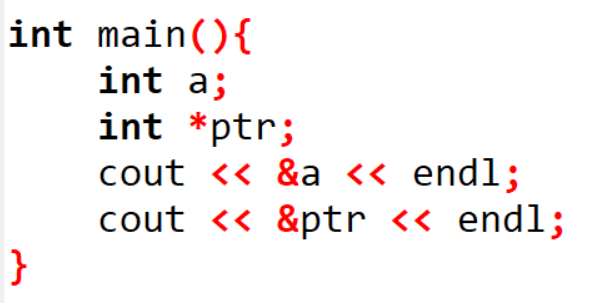 int main(){
    int a;
    int *ptr;
    cout << &a << endl;
    cout << &ptr << endl;
}